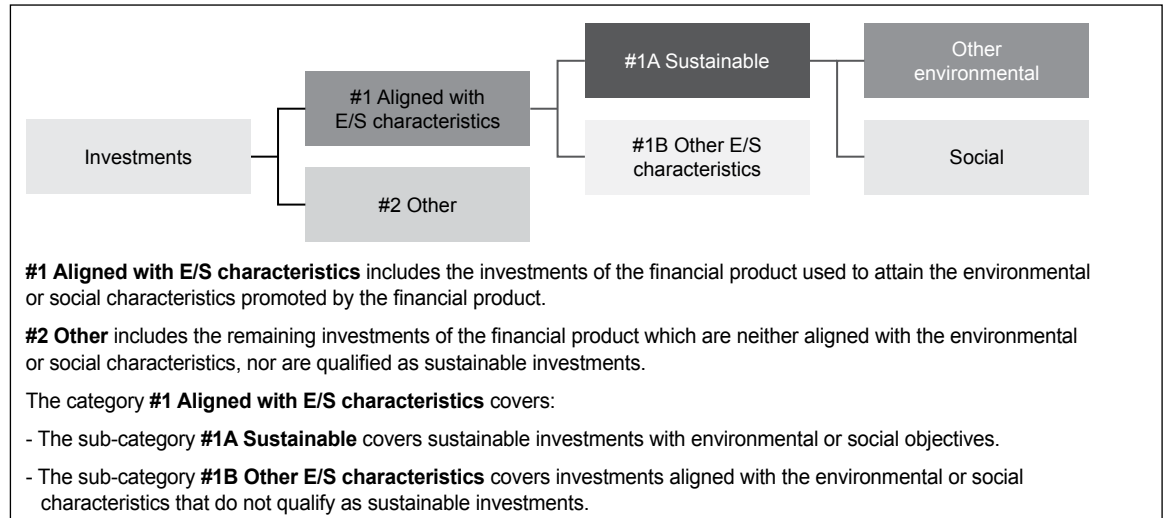 Investments
#1 Aligned with
E/S characteristics
#2 Other
#1A Sustainable
#1B Other E/S
characteristics
Other
environmental
Social
#1 Aligned with E/S characteristics includes the investments of the financial product used to attain the environmental
or social characteristics promoted by the financial product.
#2 Other includes the remaining investments of the financial product which are neither aligned with the environmental
or social characteristics, nor are qualified as sustainable investments.
The category #1 Aligned with E/S characteristics covers:
- The sub-category #1A Sustainable covers sustainable investments with environmental or social objectives.
- The sub-category #1B Other E/S characteristics covers investments aligned with the environmental or social
characteristics that do not qualify as sustainable investments.